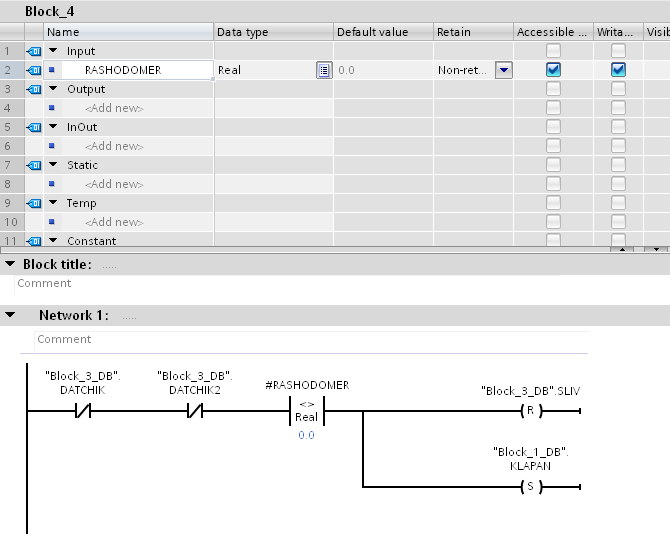 Block_4
Name Data type Default value Retain Accessible ... Writa... Visib
1 Input
2 RASHODOMER Real 0.0 Non-ret...
3 Output
4 <Add new>
5 InOut
6 <Add new>
7 Static
8 <Add new>
9 Temp
10 <Add new>
11 Constant
Block title: .....
Comment
Network 1: .....
Comment
"Block_3_DB".
DATCHIK
"Block_3_DB".
DATCHIK2
#RASHODOMER
<>
Real
0.0
"Block_3_DB".SLIV
R
"Block_1_DB".
KLAPAN
S